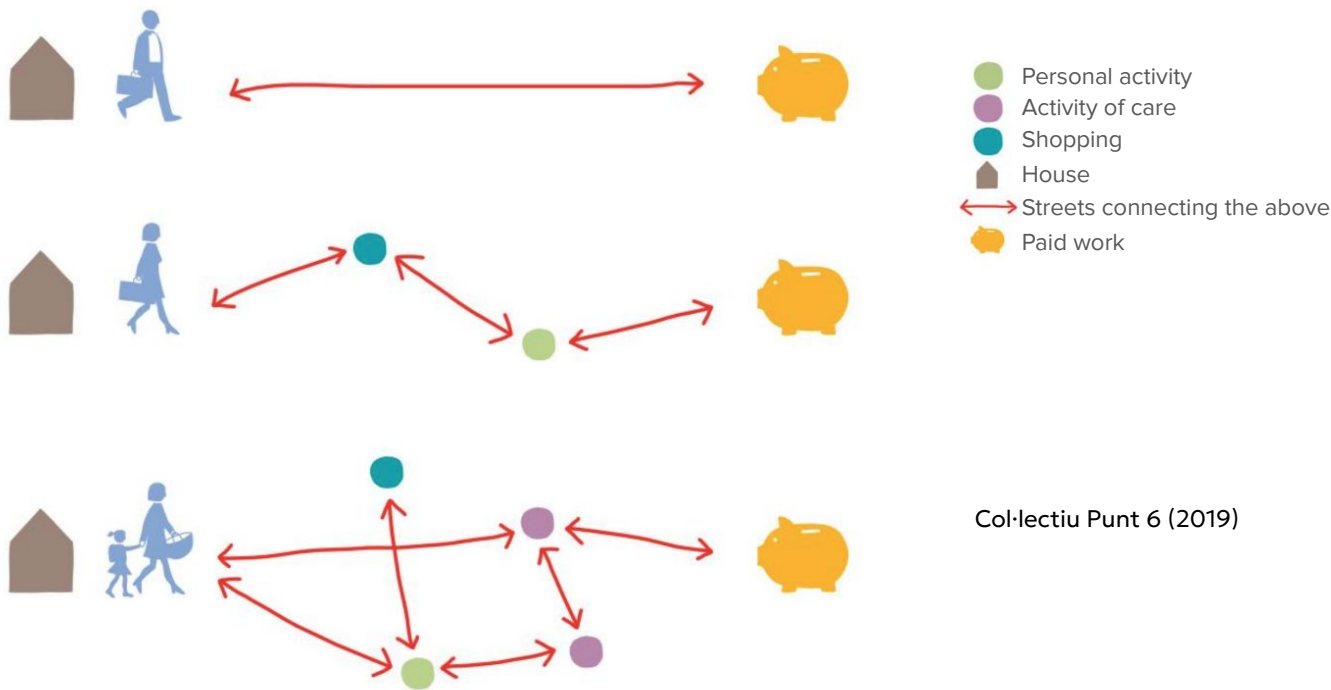 Personal activity
Activity of care
Shopping
House
Streets connecting the above
Paid work
Col·lectiu Punt 6 (2019)